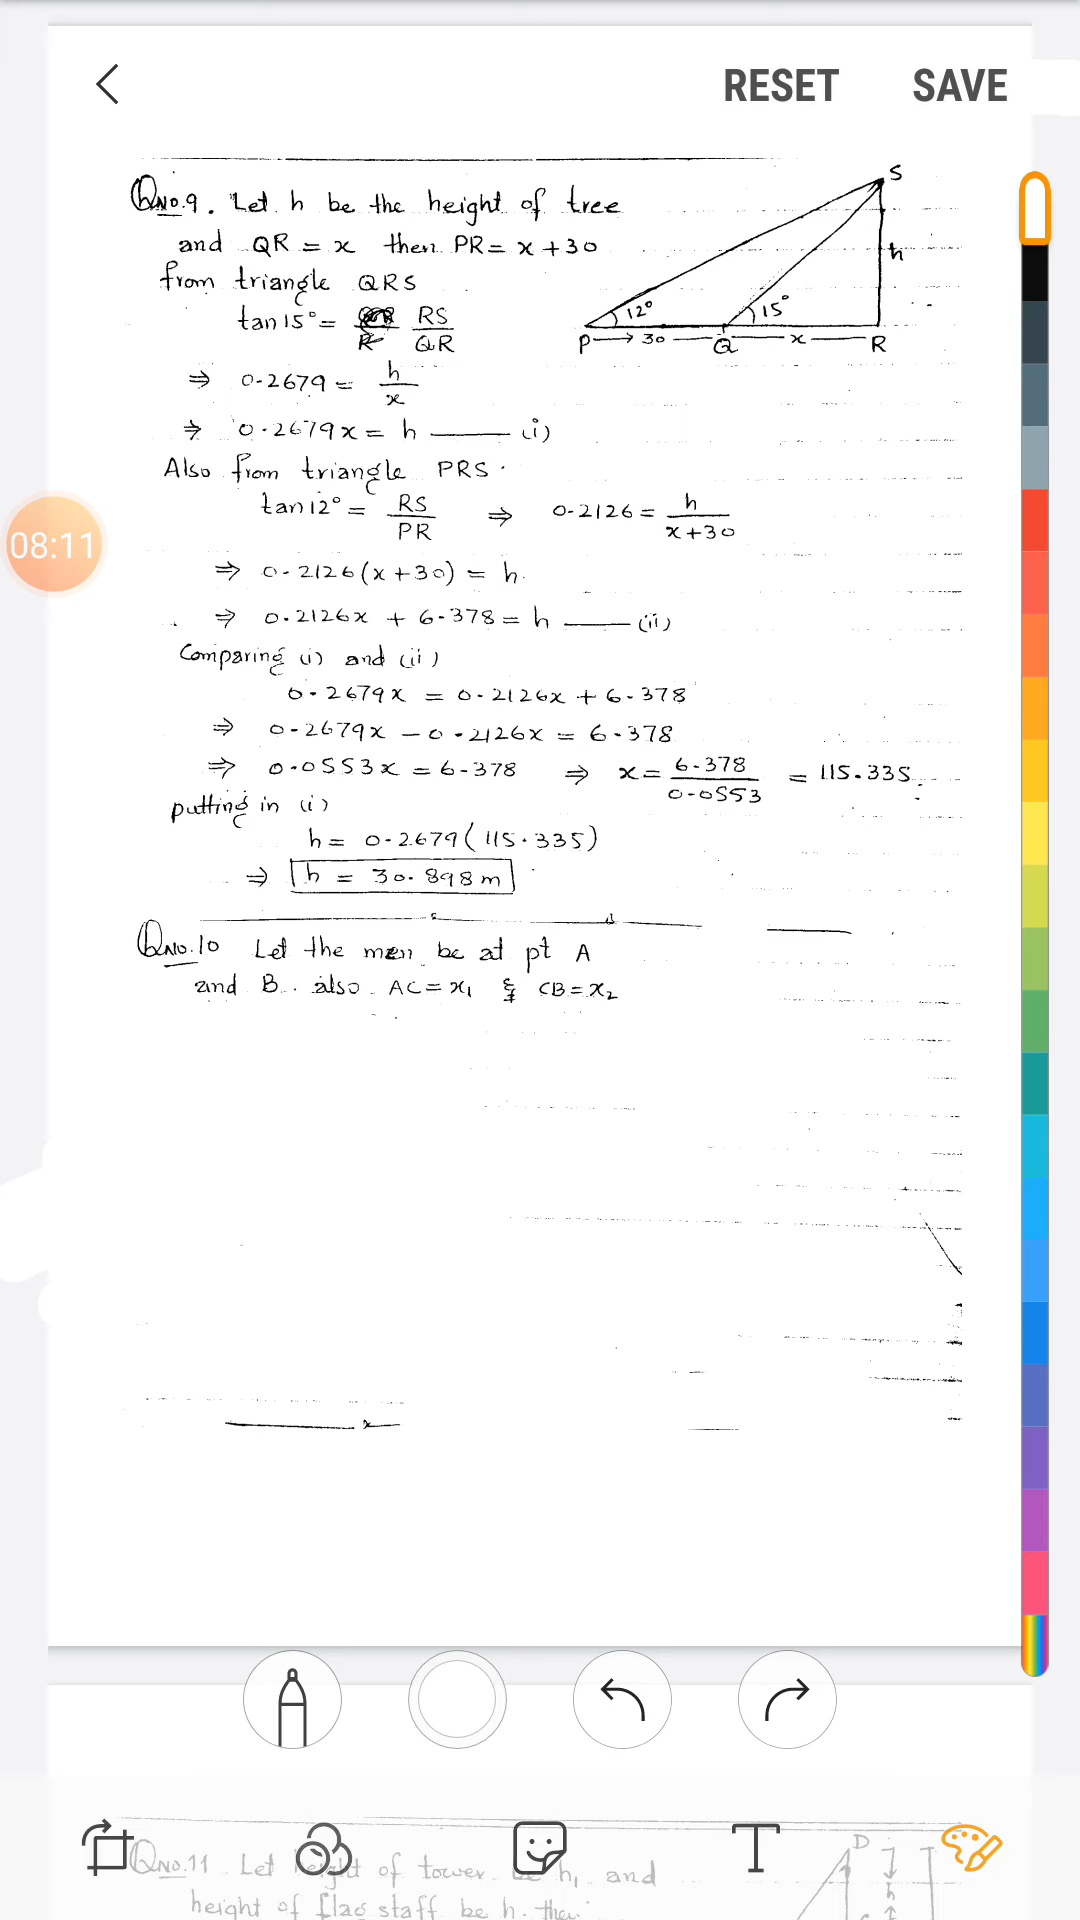 RESET SAVE
QNo.9. Let h be the height of tree
and QR = x then PR = x + 30
from triangle QRS
tan 15° = RS/QR
⇒ 0.2679 = h/x
⇒ 0.2679x = h —— (i)
Also from triangle PRS.
tan 12° = RS/PR ⇒ 0.2126 = h/x+30
⇒ 0.2126(x+30) = h.
⇒ 0.2126x + 6.378 = h —— (ii)
Comparing (i) and (ii)
0.2679x = 0.2126x + 6.378
⇒ 0.2679x - 0.2126x = 6.378
⇒ 0.0553x = 6.378 ⇒ x = 6.378/0.0553 = 115.335
putting in (i)
h = 0.2679(115.335)
⇒ h = 30.898m
S
h
12° 15°
P 30 Q x R
08:11
QNo.10 Let the men be at pt A
and B. also AC = x₁ & CB = x₂
T
QNo.11 Let of tower h₁ and
height of flag staff be h. then
D
h